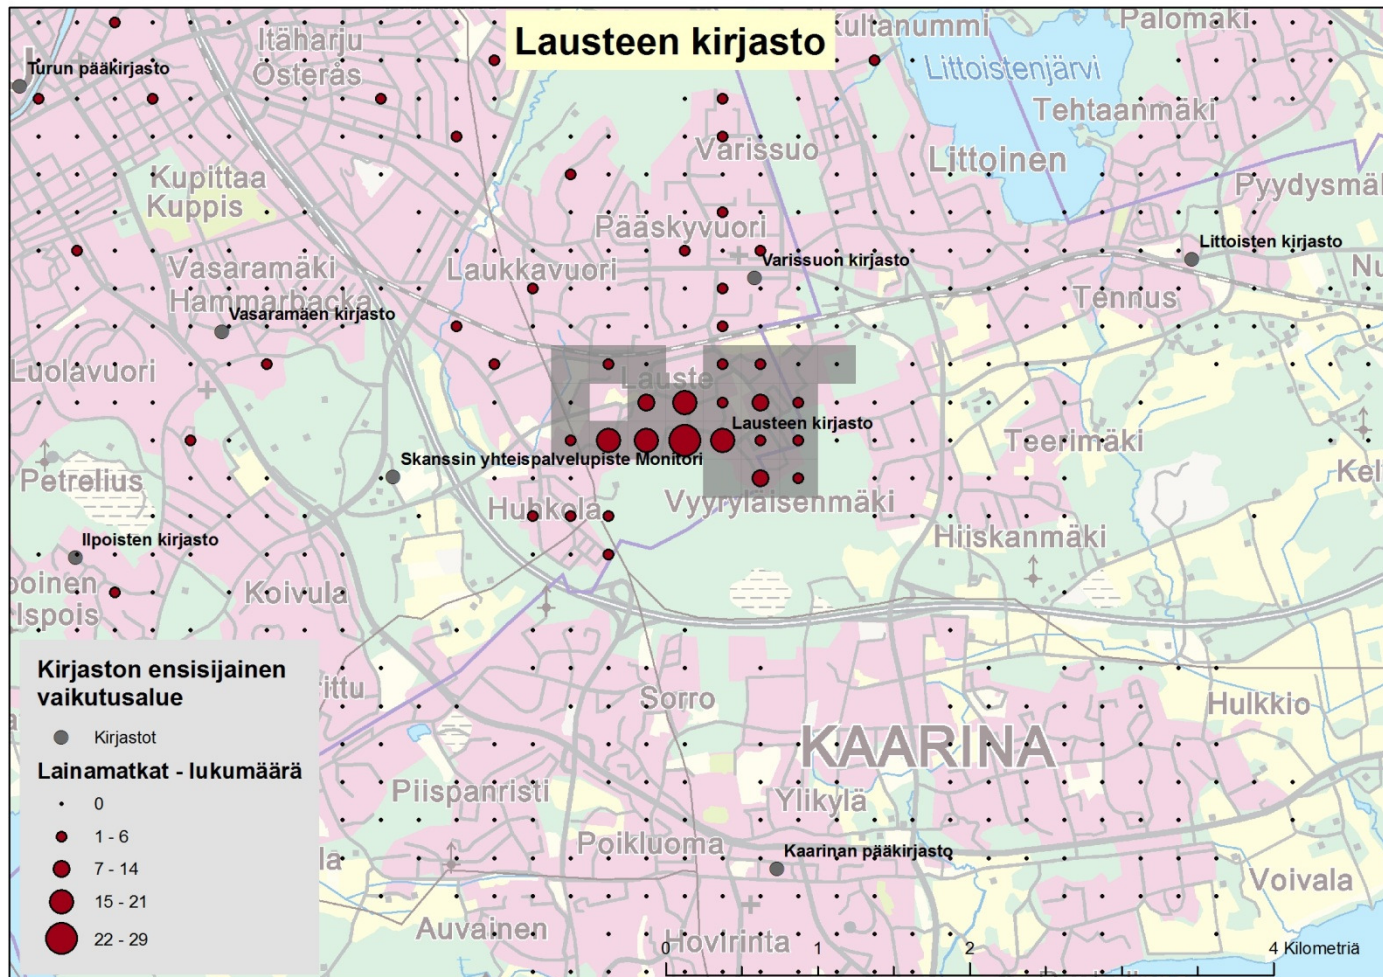 Lausteen kirjasto
Itäharju
Österås
Turun pääkirjasto
Kupittaa
Kuppis
Vasaramäki
Hammarbacka
Vasaramäen kirjasto
Luolavuori
Laukkavuori
Pääskyvuori
Varissuo
Varissuon kirjasto
Littoistenjärvi
Palomäki
Tehtaanmäki
Littoinen
Littoisten kirjasto
Tennus
Lauste
Lausteen kirjasto
Skanssin yhteispalvelupiste Monitori
Huhkola
Vyyryläisenmäki
Teerimäki
Hiiskanmäki
Petrelius
Ilpoisten kirjasto
Ispois
Koivula
Sorro
KAARINA
Hulkkio
Piispanristi
Ylikylä
Poikluoma
Kaarinan pääkirjasto
Voivala
Auvainen
Hovirinta
Kirjaston ensisijainen
vaikutusalue
Kirjastot
Lainamatkat - lukumäärä
0
1 - 6
7 - 14
15 - 21
22 - 29
0 1 2 4 Kilometriä